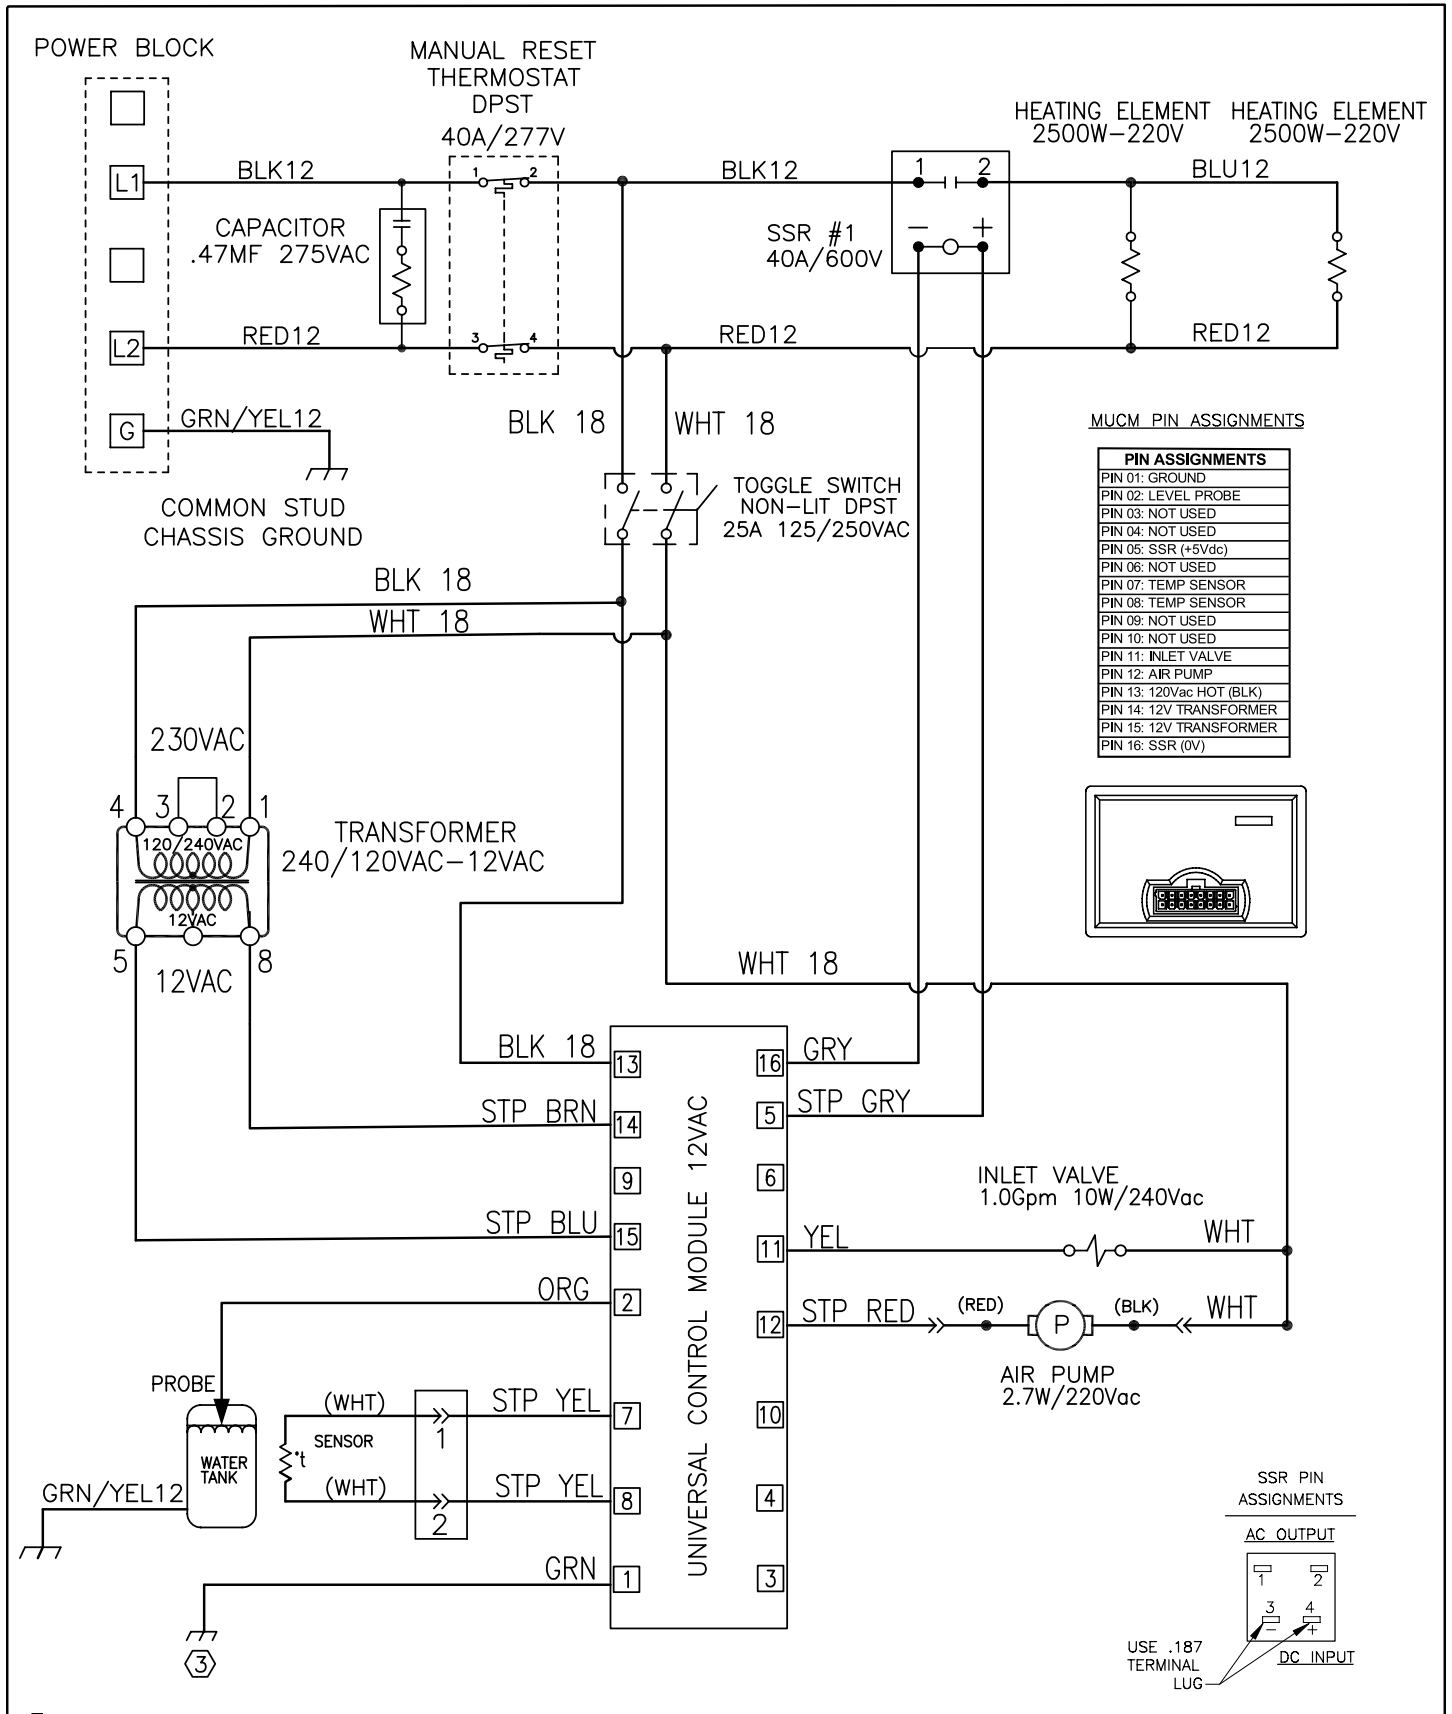 POWER BLOCK
MANUAL RESET
THERMOSTAT
DPST
40A/277V
HEATING ELEMENT
2500W-220V
HEATING ELEMENT
2500W-220V
L1
BLK12
1
2
BLK12
1
2
BLU12
CAPACITOR
.47MF 275VAC
SSR #1
40A/600V
- +
L2
RED12
3
4
RED12
RED12
G
GRN/YEL12
COMMON STUD
CHASSIS GROUND
BLK 18
WHT 18
TOGGLE SWITCH
NON-LIT DPST
25A 125/250VAC
MUCM PIN ASSIGNMENTS
PIN ASSIGNMENTS
PIN 01: GROUND
PIN 02: LEVEL PROBE
PIN 03: NOT USED
PIN 04: NOT USED
PIN 05: SSR (+5Vdc)
PIN 06: NOT USED
PIN 07: TEMP SENSOR
PIN 08: TEMP SENSOR
PIN 09: NOT USED
PIN 10: NOT USED
PIN 11: INLET VALVE
PIN 12: AIR PUMP
PIN 13: 120Vac HOT (BLK)
PIN 14: 12V TRANSFORMER
PIN 15: 12V TRANSFORMER
PIN 16: SSR (0V)
BLK 18
WHT 18
230VAC
4
3
2
1
120/240VAC
12VAC
TRANSFORMER
240/120VAC-12VAC
5
12VAC
8
WHT 18
BLK 18
13
STP BRN
14
9
STP BLU
15
ORG
2
STP YEL
7
STP YEL
8
GRN
1
UNIVERSAL CONTROL MODULE 12VAC
16
GRY
5
STP GRY
6
11
YEL
12
STP RED
10
4
3
INLET VALVE
1.0Gpm 10W/240Vac
WHT
(RED)
P
(BLK)
WHT
AIR PUMP
2.7W/220Vac
PROBE
WATER
TANK
GRN/YEL12
(WHT)
1
SENSOR
°t
(WHT)
2
3
SSR PIN
ASSIGNMENTS
AC OUTPUT
1
2
3
4
- +
DC INPUT
USE .187
TERMINAL
LUG